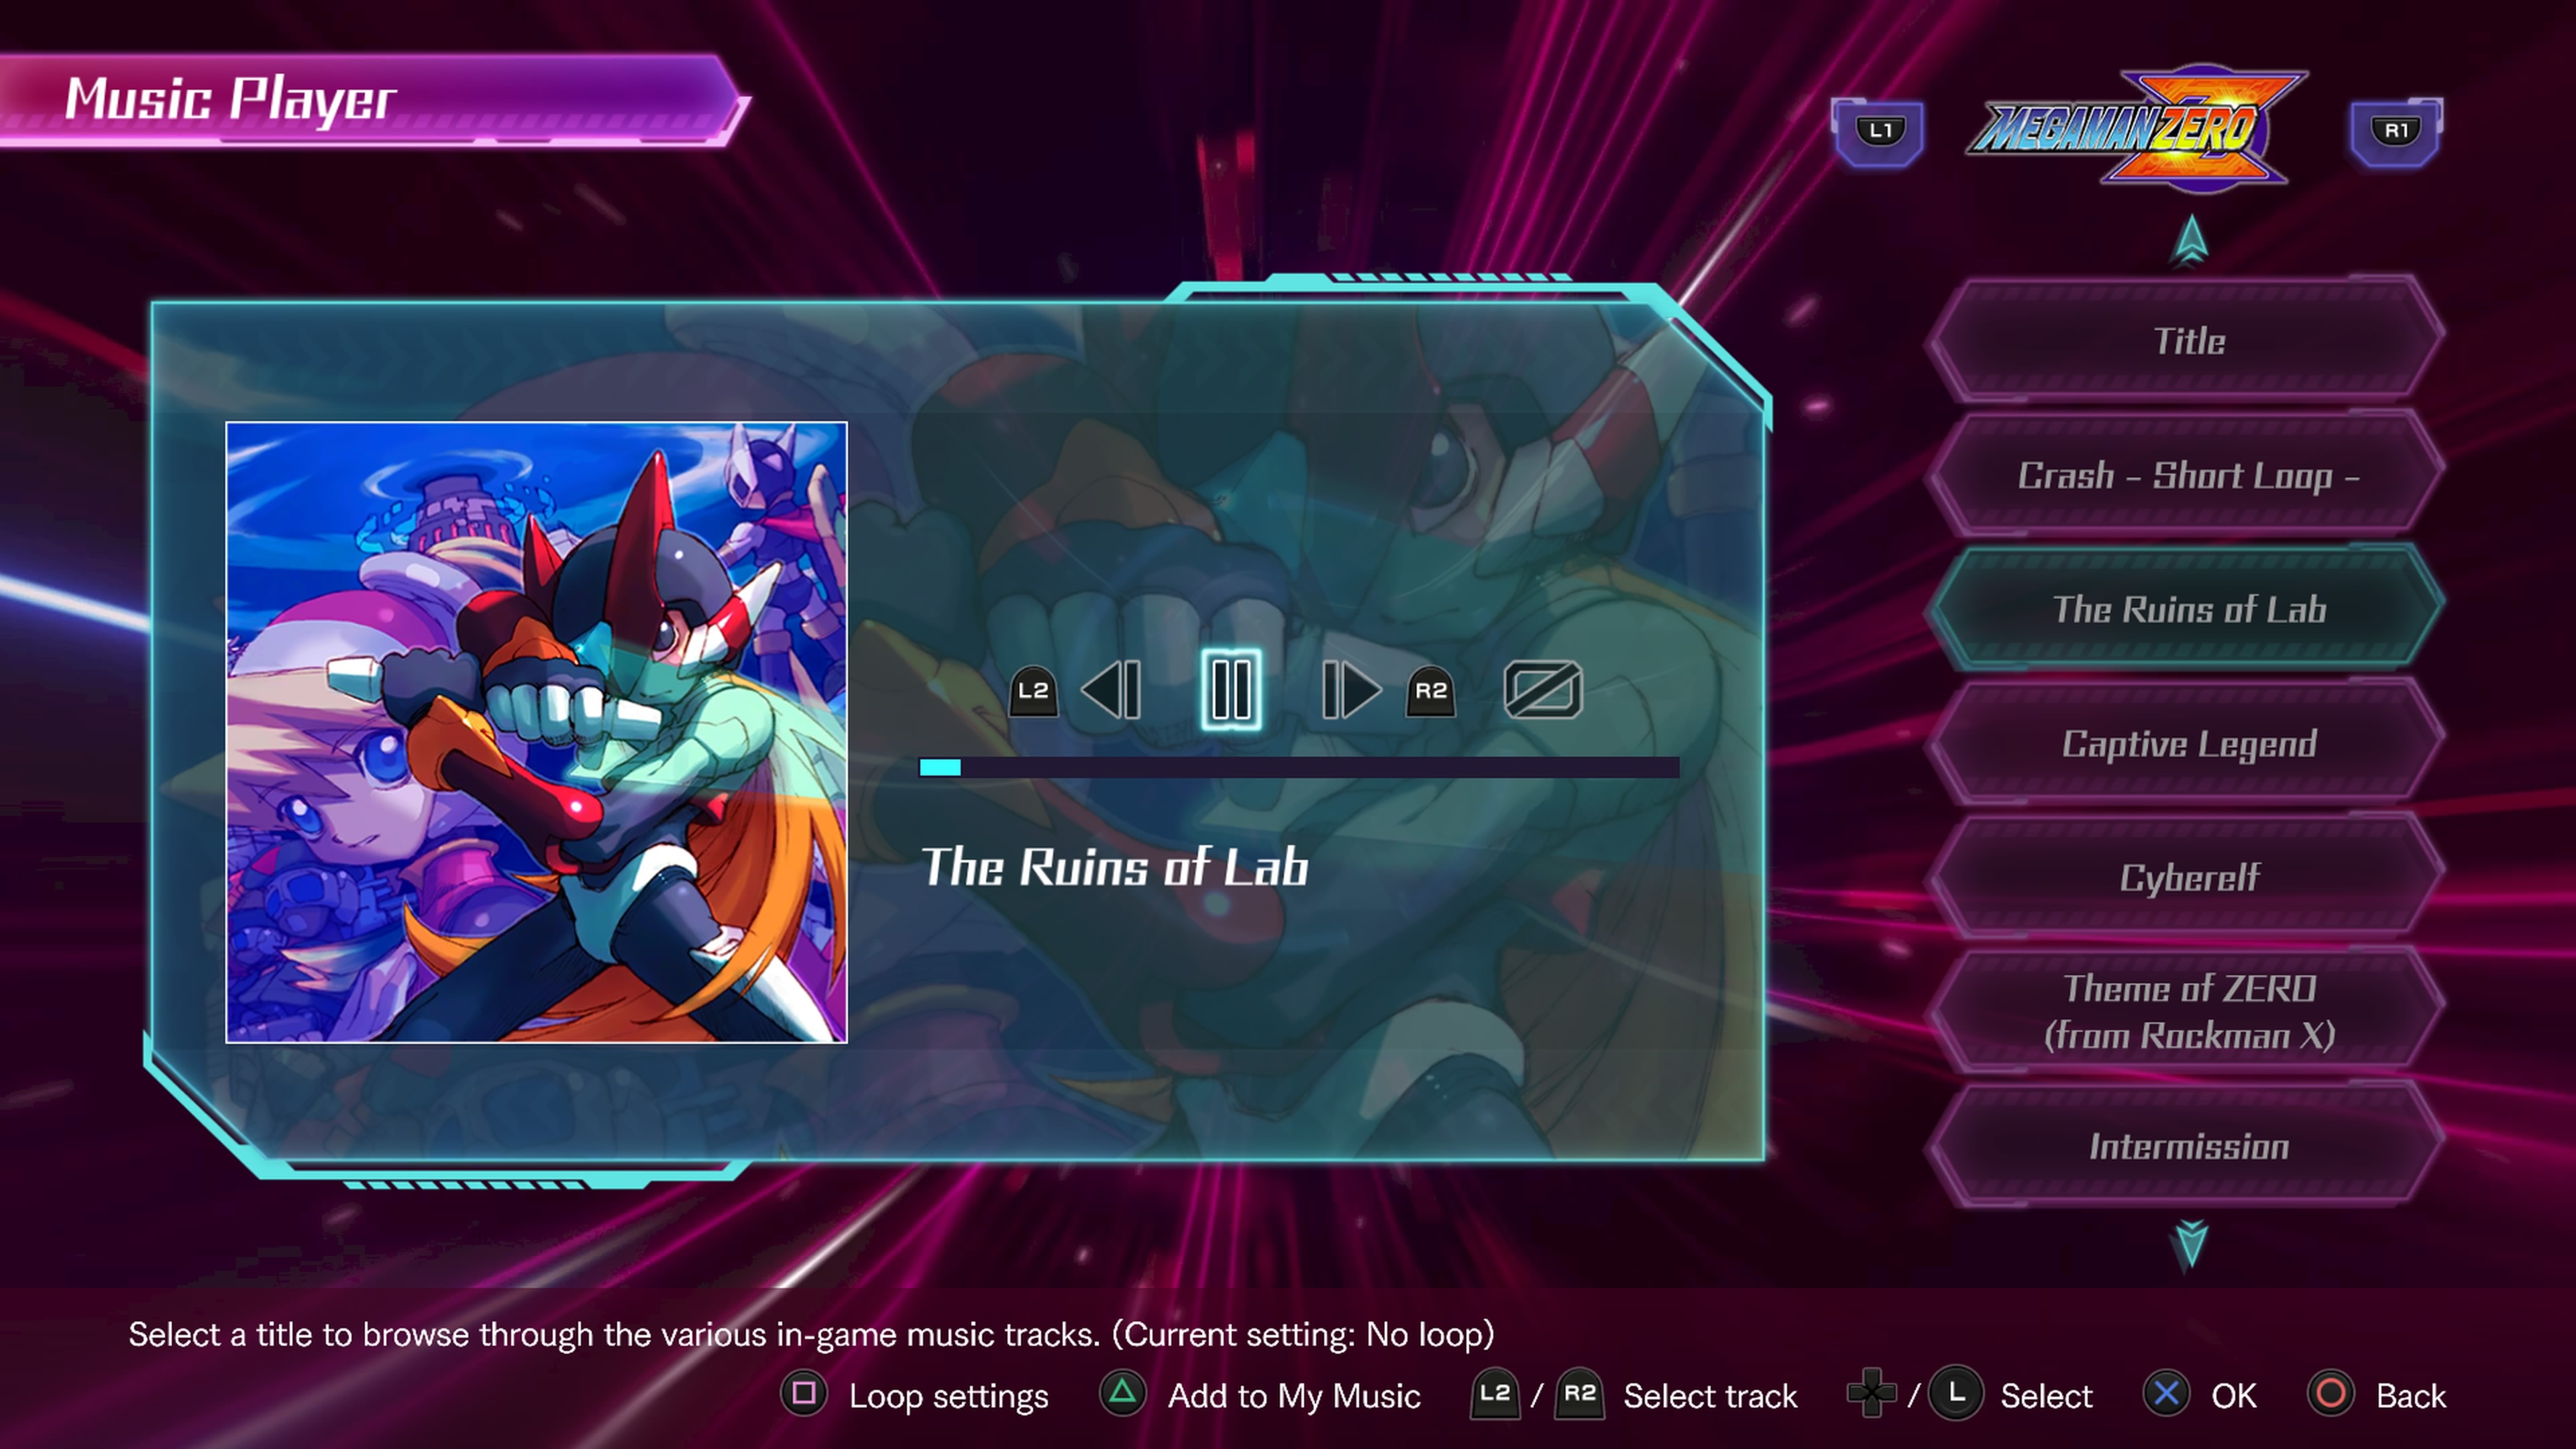 Music Player
L1
MEGAMAN ZERO
R1
Title
Crash - Short Loop -
The Ruins of Lab
Captive Legend
Cyberelf
Theme of ZERO
(from Rockman X)
Intermission
L2
R2
The Ruins of Lab
Select a title to browse through the various in-game music tracks. (Current setting: No loop)
Loop settings Add to My Music L2 / R2 Select track / L Select OK Back